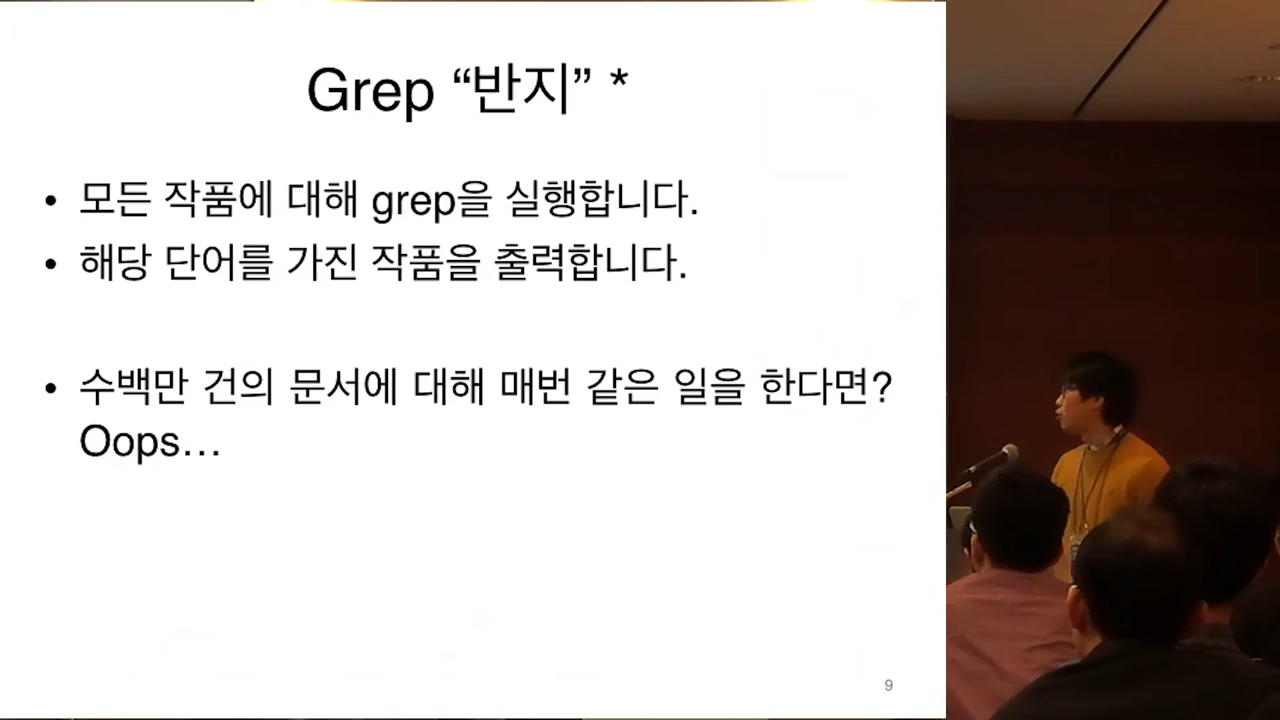 Grep “반지” *
• 모든 작품에 대해 grep을 실행합니다.
• 해당 단어를 가진 작품을 출력합니다.
• 수백만 건의 문서에 대해 매번 같은 일을 한다면?
Oops…
9